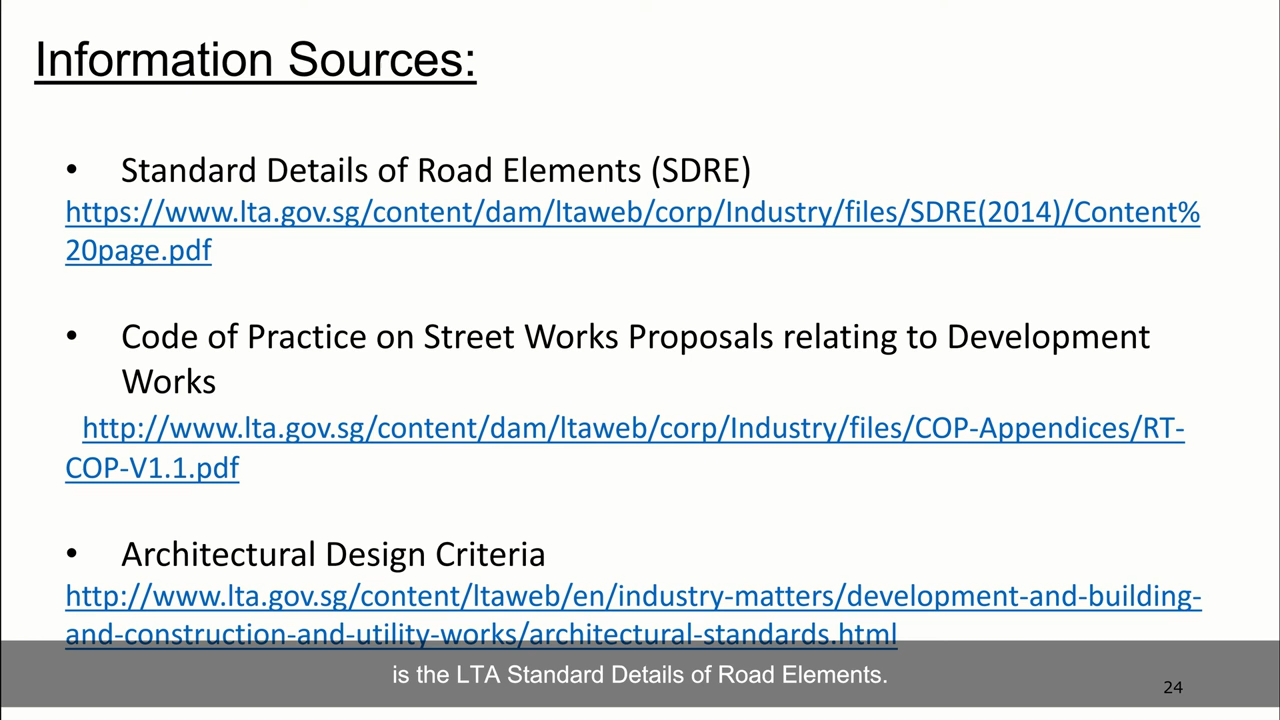 Information Sources:
• Standard Details of Road Elements (SDRE)
https://www.lta.gov.sg/content/dam/ltaweb/corp/Industry/files/SDRE(2014)/Content%
20page.pdf
• Code of Practice on Street Works Proposals relating to Development
Works
http://www.lta.gov.sg/content/dam/ltaweb/corp/Industry/files/COP-Appendices/RT-
COP-V1.1.pdf
• Architectural Design Criteria
http://www.lta.gov.sg/content/ltaweb/en/industry-matters/development-and-building-
and-construction-and-utility-works/architectural-standards.html
is the LTA Standard Details of Road Elements.
24